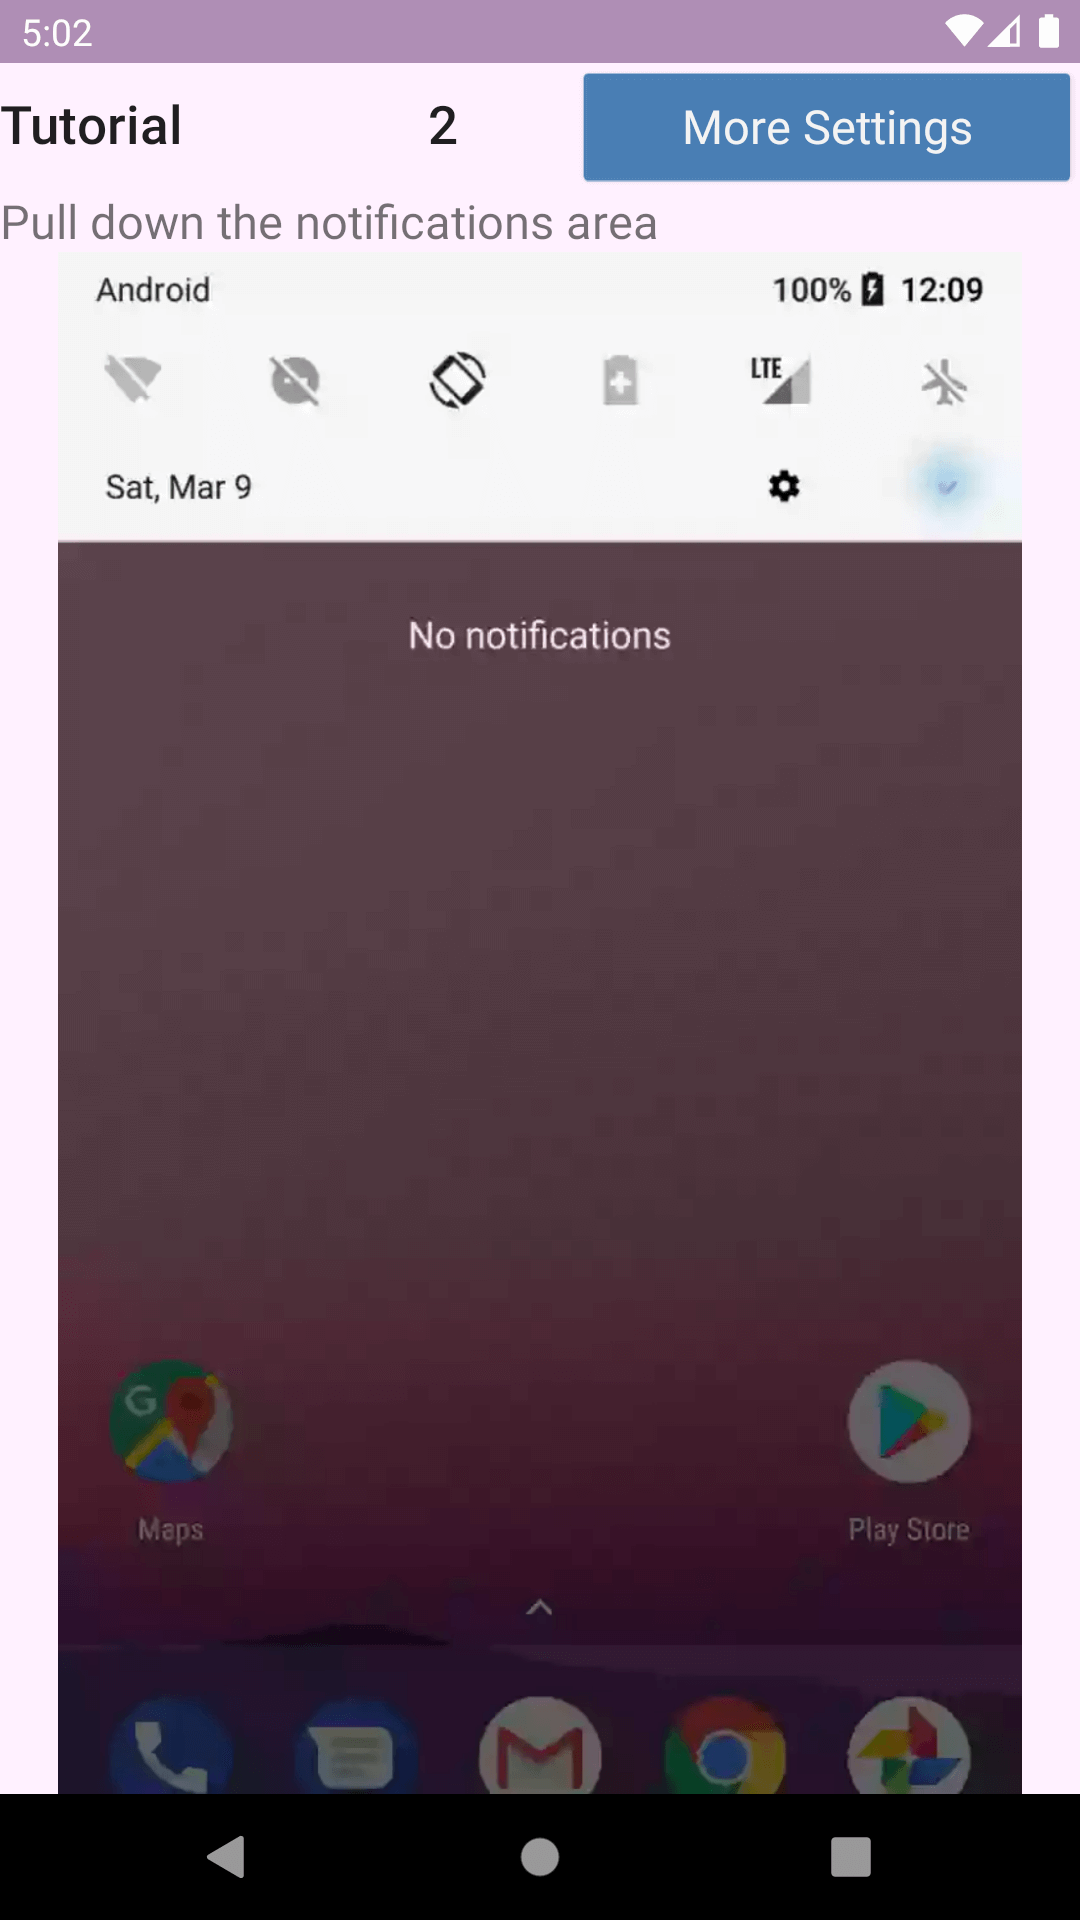 5:02
Tutorial 2 More Settings
Pull down the notifications area
Android 100% 12:09
LTE
Sat, Mar 9
No notifications
G
Maps Play Store